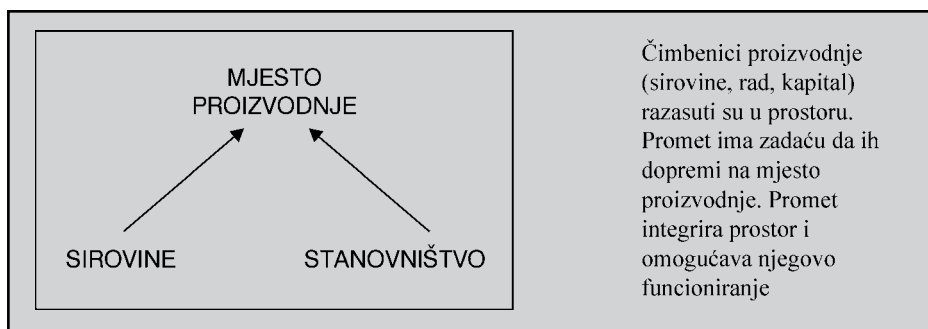 MJESTO
PROIZVODNJE
SIROVINE
STANOVNIŠTVO
Čimbenici proizvodnje
(sirovine, rad, kapital)
razasuti su u prostoru.
Promet ima zadaću da ih
dopremi na mjesto
proizvodnje. Promet
integrira prostor i
omogućava njegovo
funcioniranje